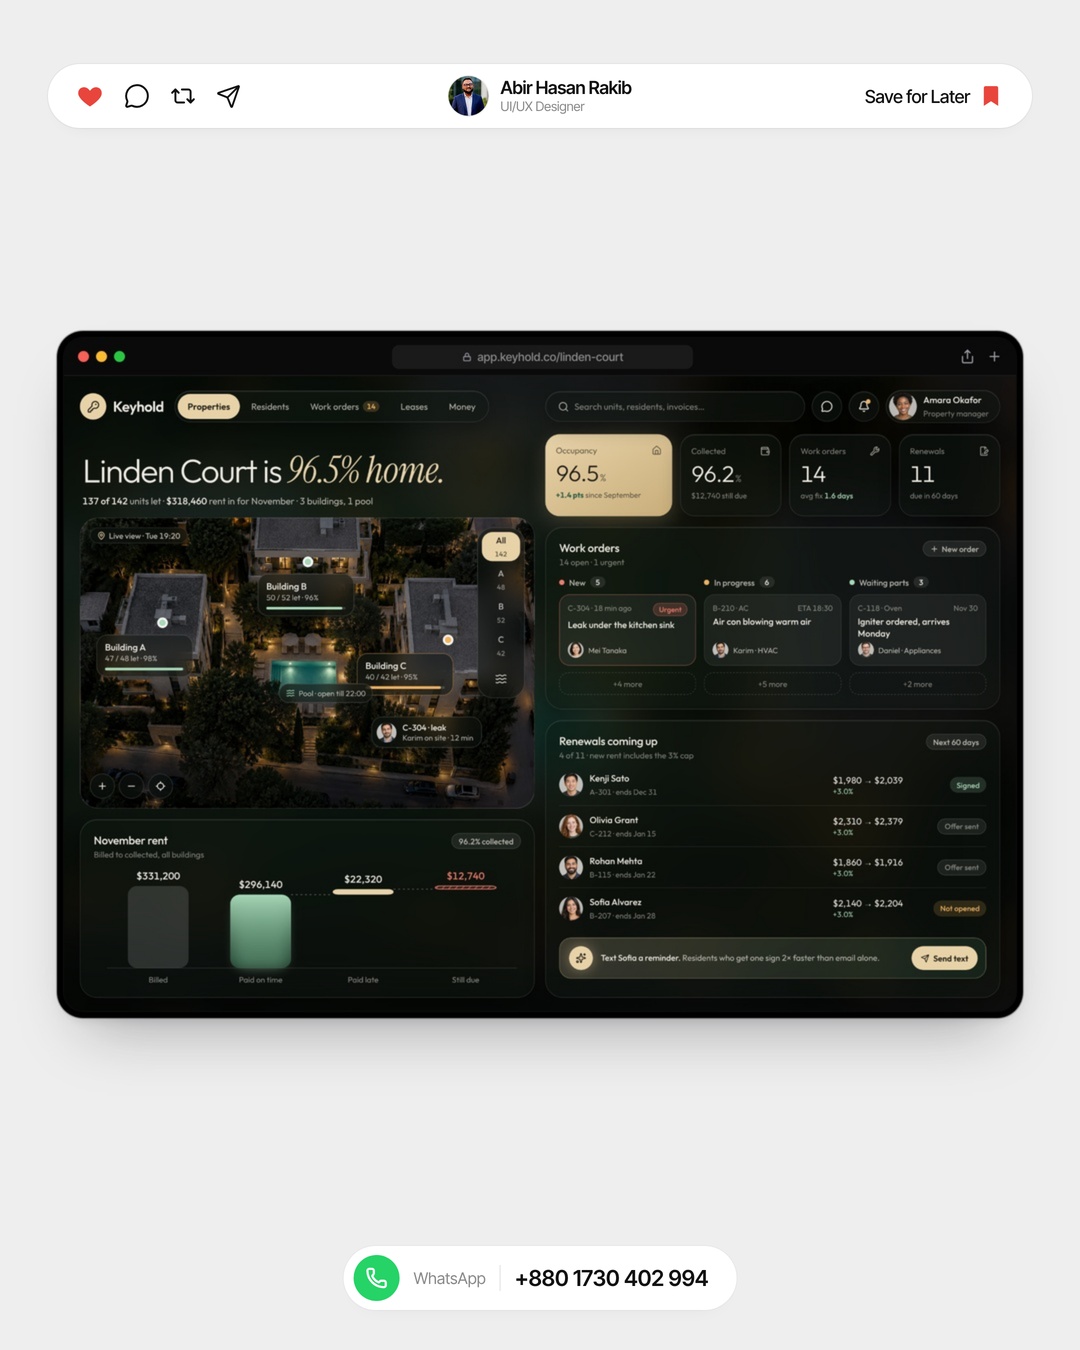 Abir Hasan Rakib
UI/UX Designer
Save for Later
app.keyhold.co/linden-court
Keyhold
Properties
Residents
Work orders 14
Leases
Money
Search units, residents, invoices...
Amara Okafor
Property manager
Linden Court is 96.5% home.
137 of 142 units let · $318,460 rent in for November · 3 buildings, 1 pool
Occupancy
96.5%
+1.4 pts since September
Collected
96.2%
$12,740 still due
Work orders
14
avg fix 1.6 days
Renewals
11
due in 60 days
Live view · Tue 19:20
All
142
A
48
B
52
C
42
Building B
50 / 52 let · 96%
Building A
47 / 48 let · 98%
Building C
40 / 42 let · 95%
Pool · open till 22:00
C-304 · leak
Karim on site · 12 min
Work orders
14 open · 1 urgent
+ New order
New 5
In progress 6
Waiting parts 3
C-304 · 18 min ago
Urgent
Leak under the kitchen sink
Mei Tanaka
+4 more
B-210 · AC
ETA 18:30
Air con blowing warm air
Karim · HVAC
+5 more
C-118 · Oven
Nov 30
Igniter ordered, arrives
Monday
Daniel · Appliances
+2 more
Renewals coming up
4 of 11 · new rent includes the 3% cap
Next 60 days
Kenji Sato
A-301 · ends Dec 31
$1,980 → $2,039
+3.0%
Signed
Olivia Grant
C-212 · ends Jan 15
$2,310 → $2,379
+3.0%
Offer sent
Rohan Mehta
B-115 · ends Jan 22
$1,860 → $1,916
+3.0%
Offer sent
Sofia Alvarez
B-207 · ends Jan 28
$2,140 → $2,204
+3.0%
Not opened
Text Sofia a reminder. Residents who get one sign 2× faster than email alone.
Send text
November rent
Billed to collected, all buildings
96.2% collected
$331,200
$296,140
$22,320
$12,740
Billed
Paid on time
Paid late
Still due
WhatsApp
+880 1730 402 994